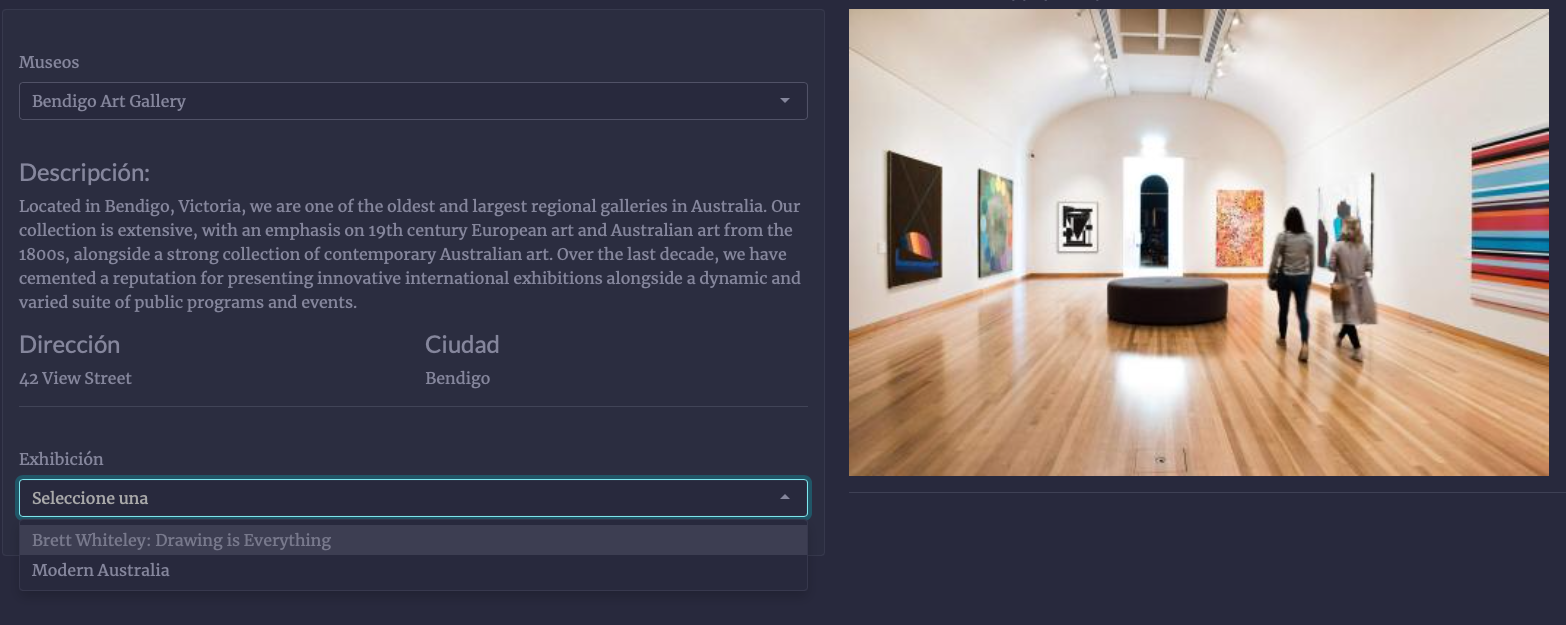 Museos
Bendigo Art Gallery
Descripción:
Located in Bendigo, Victoria, we are one of the oldest and largest regional galleries in Australia. Our
collection is extensive, with an emphasis on 19th century European art and Australian art from the
1800s, alongside a strong collection of contemporary Australian art. Over the last decade, we have
cemented a reputation for presenting innovative international exhibitions alongside a dynamic and
varied suite of public programs and events.
Dirección
42 View Street
Ciudad
Bendigo
Exhibición
Seleccione una
Brett Whiteley: Drawing is Everything
Modern Australia